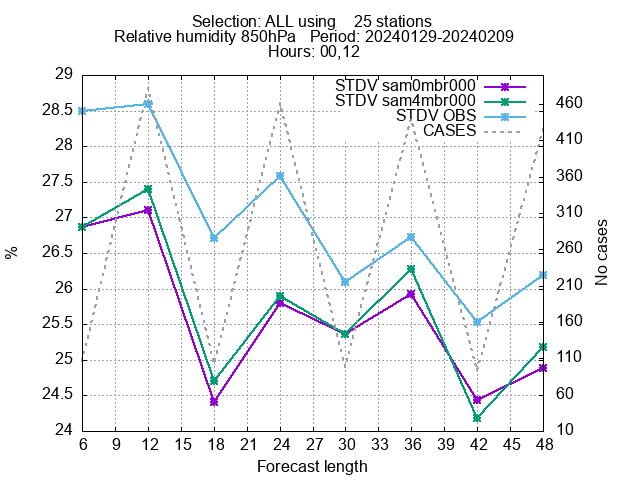 Selection: ALL using    25 stations
Relative humidity 850hPa   Period: 20240129-20240209
Hours: 00,12
STDV sam0mbr000
STDV sam4mbr000
STDV OBS
CASES
29
28.5
28
27.5
27
26.5
26
25.5
25
24.5
24
%
460
410
360
310
260
210
160
110
60
10
No cases
6 9 12 15 18 21 24 27 30 33 36 39 42 45 48
Forecast length